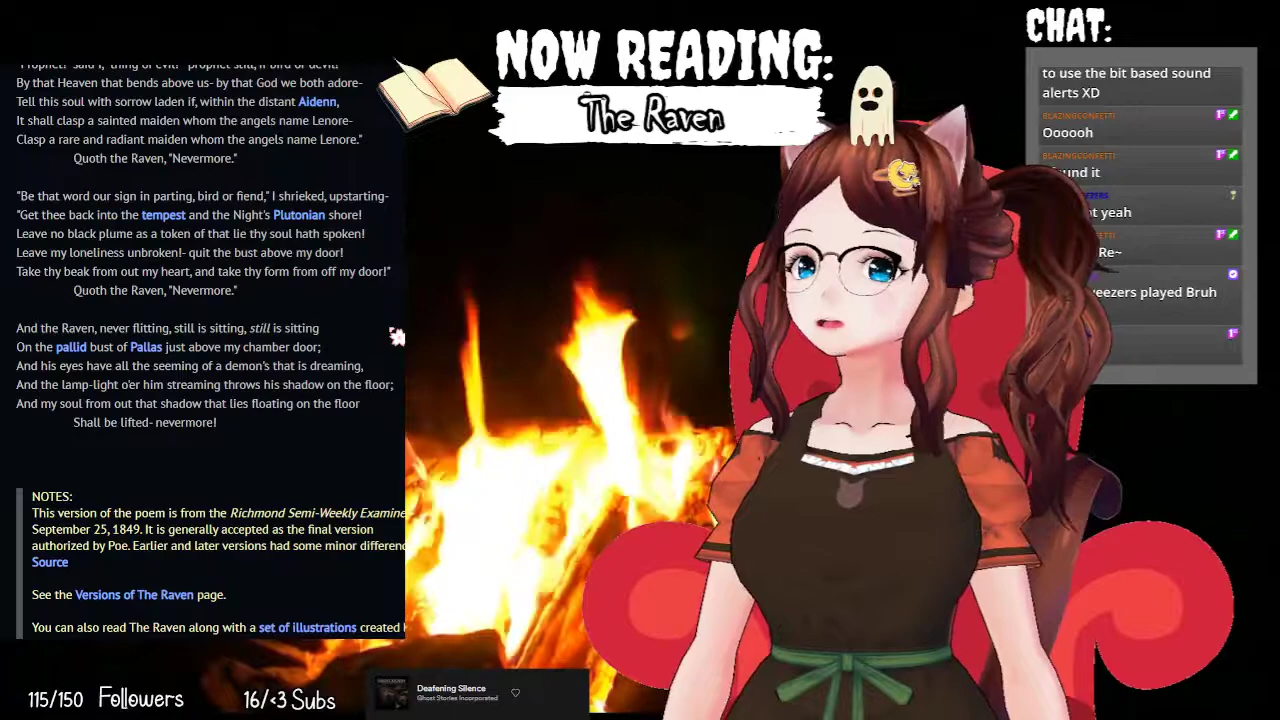 "Prophet!" said I, "thing of evil!- prophet still, if bird or devil!
By that Heaven that bends above us- by that God we both adore-
Tell this soul with sorrow laden if, within the distant Aidenn,
It shall clasp a sainted maiden whom the angels name Lenore-
Clasp a rare and radiant maiden whom the angels name Lenore."
Quoth the Raven, "Nevermore."
"Be that word our sign in parting, bird or fiend," I shrieked, upstarting-
"Get thee back into the tempest and the Night's Plutonian shore!
Leave no black plume as a token of that lie thy soul hath spoken!
Leave my loneliness unbroken!- quit the bust above my door!
Take thy beak from out my heart, and take thy form from off my door!"
Quoth the Raven, "Nevermore."
And the Raven, never flitting, still is sitting, still is sitting
On the pallid bust of Pallas just above my chamber door;
And his eyes have all the seeming of a demon's that is dreaming,
And the lamp-light o'er him streaming throws his shadow on the floor;
And my soul from out that shadow that lies floating on the floor
Shall be lifted- nevermore!
NOTES:
This version of the poem is from the Richmond Semi-Weekly Examine
September 25, 1849. It is generally accepted as the final version
authorized by Poe. Earlier and later versions had some minor differenc
Source
See the Versions of The Raven page.
You can also read The Raven along with a set of illustrations created
115/150 Followers
16/<3 Subs
Deafening Silence
Ghost Stories Incorporated
NOW READING:
The Raven
CHAT:
to use the bit based sound
alerts XD
BLAZINGCONFETTI
Oooooh
BLAZINGCONFETTI
und it
t yeah
Re~
eezers played Bruh